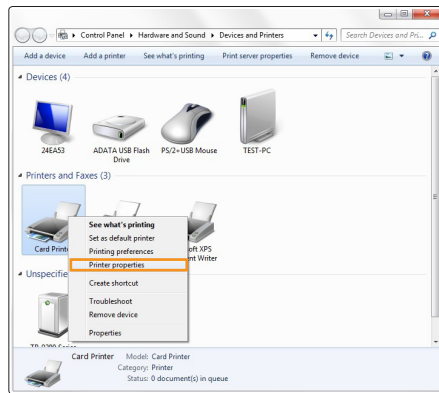 Control Panel ▸ Hardware and Sound ▸ Devices and Printers
Search Devices and Pri...
Add a device Add a printer See what's printing Print server properties Remove device
Devices (4)
24EA53
ADATA USB Flash
Drive
PS/2+USB Mouse
TEST-PC
Printers and Faxes (3)
Card Print
oft XPS
nt Writer
See what's printing
Set as default printer
Printing preferences
Printer properties
Create shortcut
Troubleshoot
Remove device
Properties
Unspecifie
Card Printer Model: Card Printer
Category: Printer
Status: 0 document(s) in queue